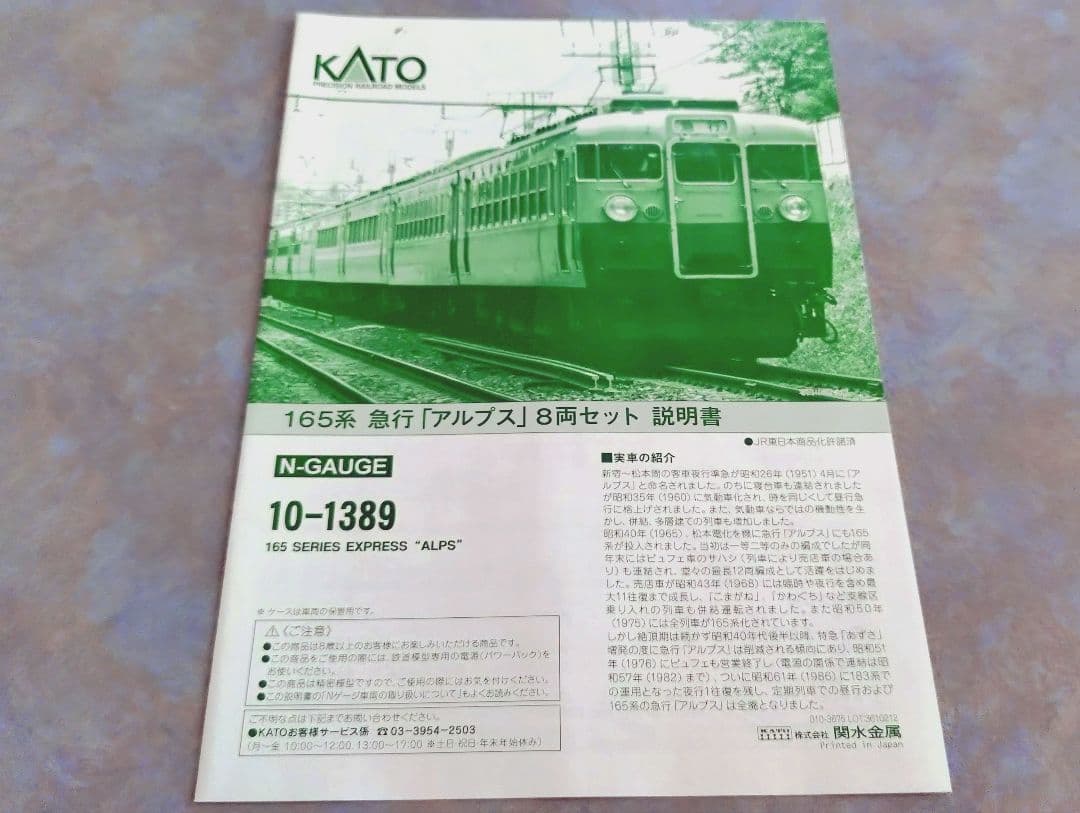 KATO
PRECISION RAILROAD MODELS
165系 急行「アルプス」8両セット 説明書
●JR東日本商品化許諾済
N-GAUGE
10-1389
165 SERIES EXPRESS “ALPS”
■実車の紹介
新宿〜松本間の客車夜行準急が昭和26年（1951）4月に「ア
ルプス」と命名されました。のちに寝台車も連結されました
が昭和35年（1960）に気動車化され、時を同じくして昼行急
行に格上げされました。また、気動車ならではの機動性を生
かし、併結、多層建ての列車も増加しました。
昭和40年（1965）、松本電化を機に急行「アルプス」にも165
系が投入されました。当初は一等二等のみの編成でしたが同
年末にはビュフェ車のサハシ（列車により売店車の場合あ
り）も連結され、堂々の最長12両編成として活躍をはじめま
した。売店車が昭和43年（1968）には臨時や夜行を含め最
大11往復まで成長し、「こまがね」、「かわぐち」など支線区
乗り入れの列車も併結運転されました。また昭和50年
（1975）には全列車が165系化されています。
しかし絶頂期は続かず昭和40年代後半以降、特急「あずさ」
増発の度に急行「アルプス」は削減される傾向にあり、昭和51
年（1976）にビュフェも営業終了し（電源の関係で連結は昭
和57年（1982）まで）、ついに昭和61年（1986）に183系で
の運用となった夜行1往復を残し、定期列車での昼行および
165系の急行「アルプス」は全廃となりました。
※ ケースは車両の保管用です。
⚠〈ご注意〉
●この商品は8歳以上のお客様にお楽しみいただける商品です。
●この商品をご使用の際には、鉄道模型専用の電源（パワーパック）を
お使いください。
●この商品は精密模型ですので、ご使用の際にはお気を付けください。
●この説明書の「Nゲージ車両の取り扱いについて」もよくお読みください。
ご不明な点は下記までお問い合わせください。
●KATOお客様サービス係 ☎03-3954-2503
（月〜金 10:00〜12:00、13:00〜17:00 ※土日・祝日・年末年始休み）
010-3676 LOT:3610212
KATO 株式会社 関水金属
Printed in Japan